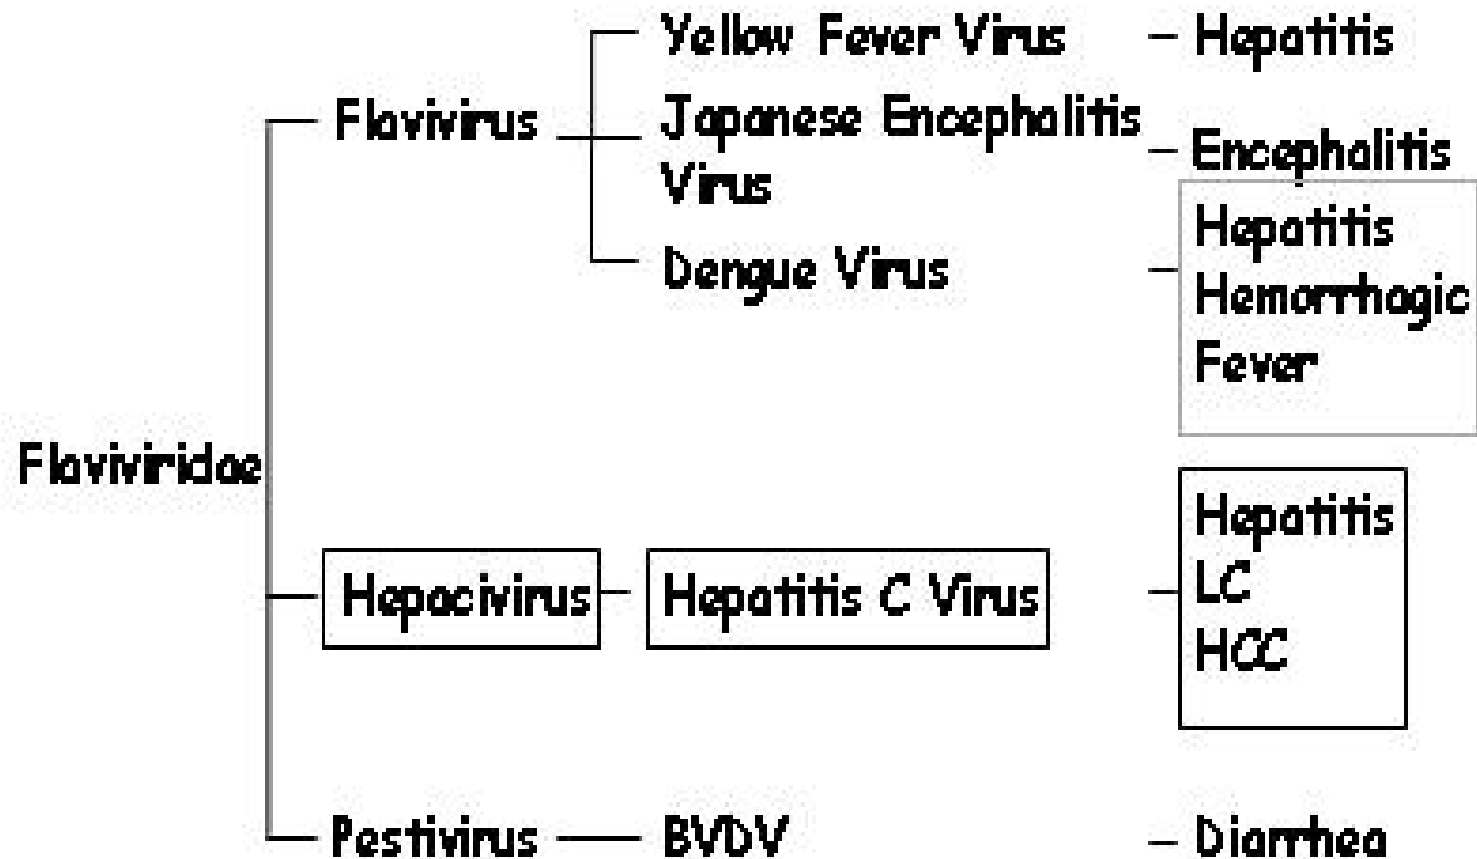 Yellow Fever Virus - Hepatitis
Flavivirus
Japanese Encephalitis
Virus
- Encephalitis
Dengue Virus
Hepatitis
Hemorrhagic
Fever
Flaviviridae
Hepacivirus
Hepatitis C Virus
Hepatitis
LC
HCC
Pestivirus
BVDV
- Diarrhea